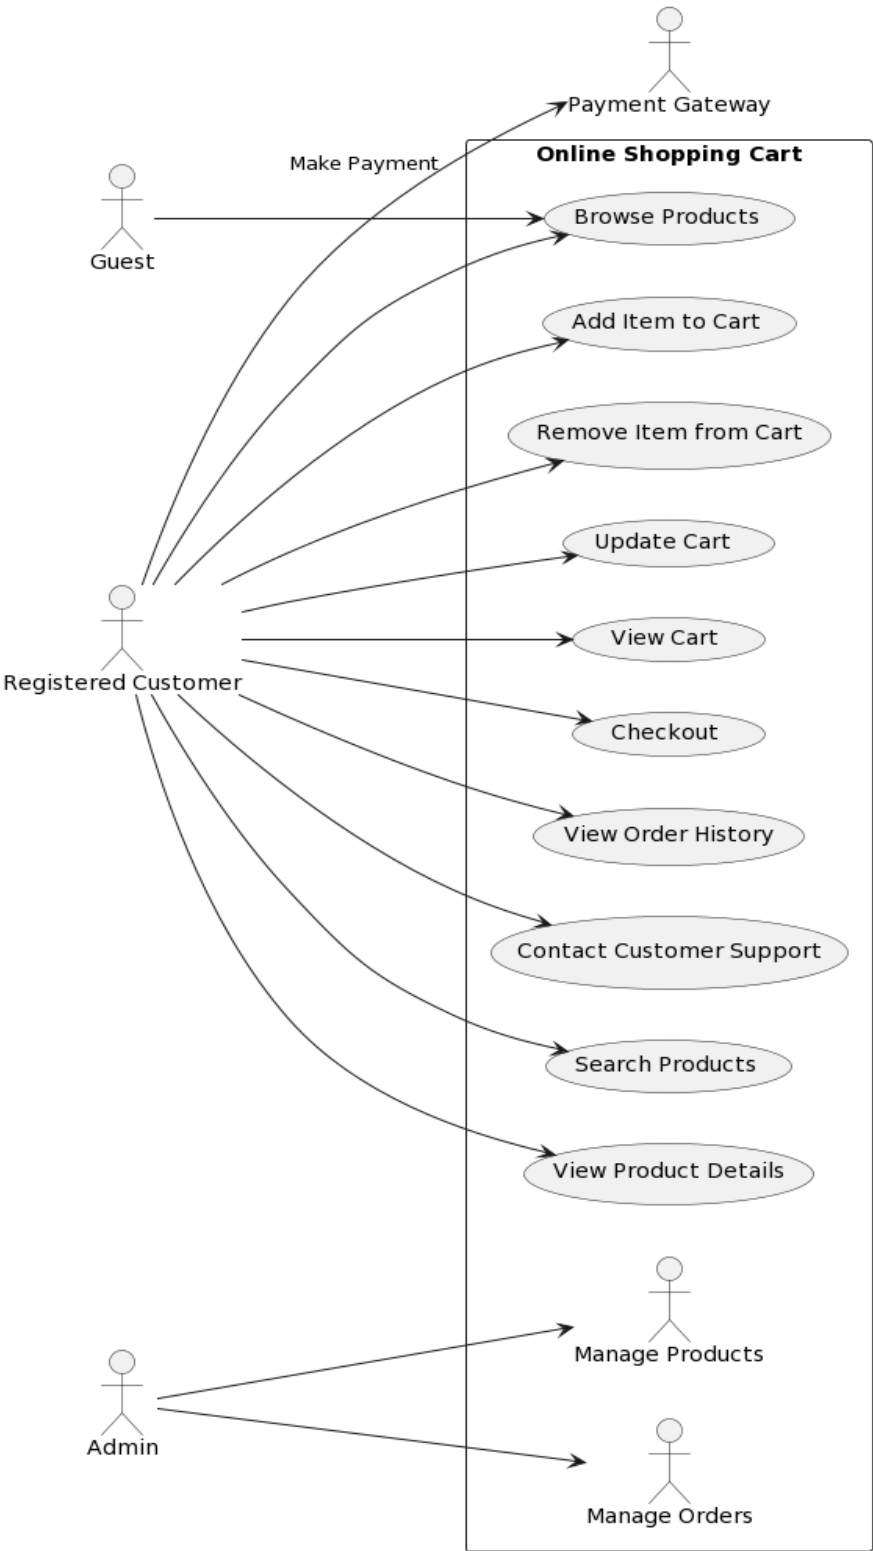 Payment Gateway
Online Shopping Cart
Make Payment
Browse Products
Guest
Add Item to Cart
Remove Item from Cart
Update Cart
View Cart
Registered Customer
Checkout
View Order History
Contact Customer Support
Search Products
View Product Details
Manage Products
Admin
Manage Orders